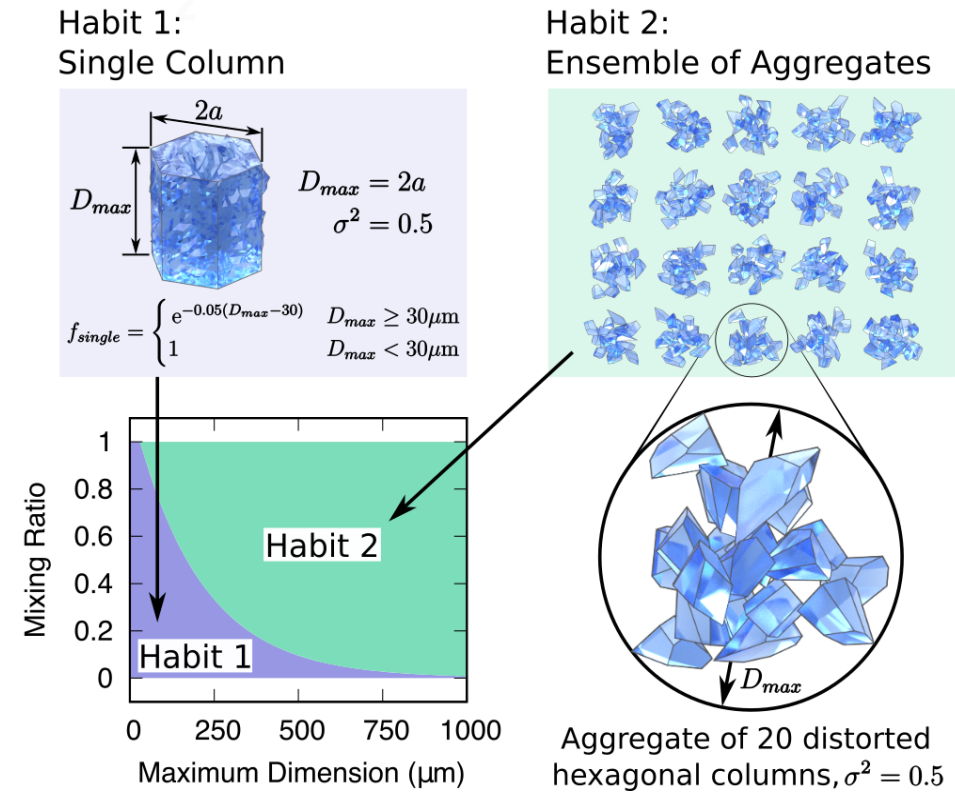 Habit 1:
Single Column
2a
D_max
D_max = 2a
σ² = 0.5
f_single = { e^{-0.05(D_max-30)} D_max ≥ 30μm
1 D_max < 30μm
Habit 2:
Ensemble of Aggregates
Mixing Ratio
1
0.8
0.6
0.4
0.2
0
Habit 2
Habit 1
0 250 500 750 1000
Maximum Dimension (μm)
D_max
Aggregate of 20 distorted
hexagonal columns, σ² = 0.5